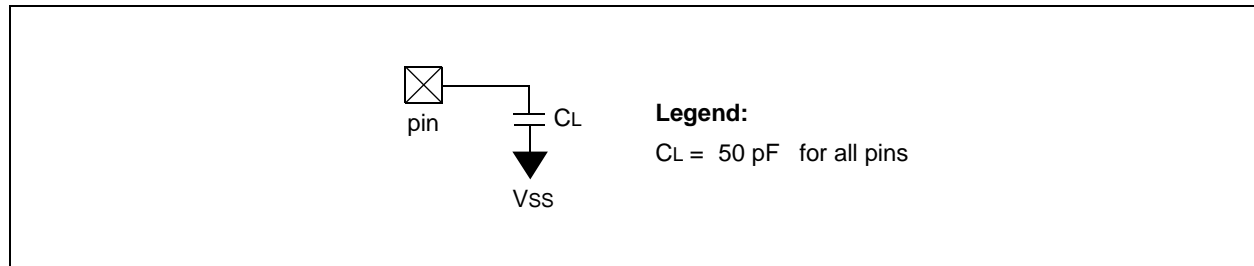 pin
CL
VSS
Legend:
CL = 50 pF for all pins